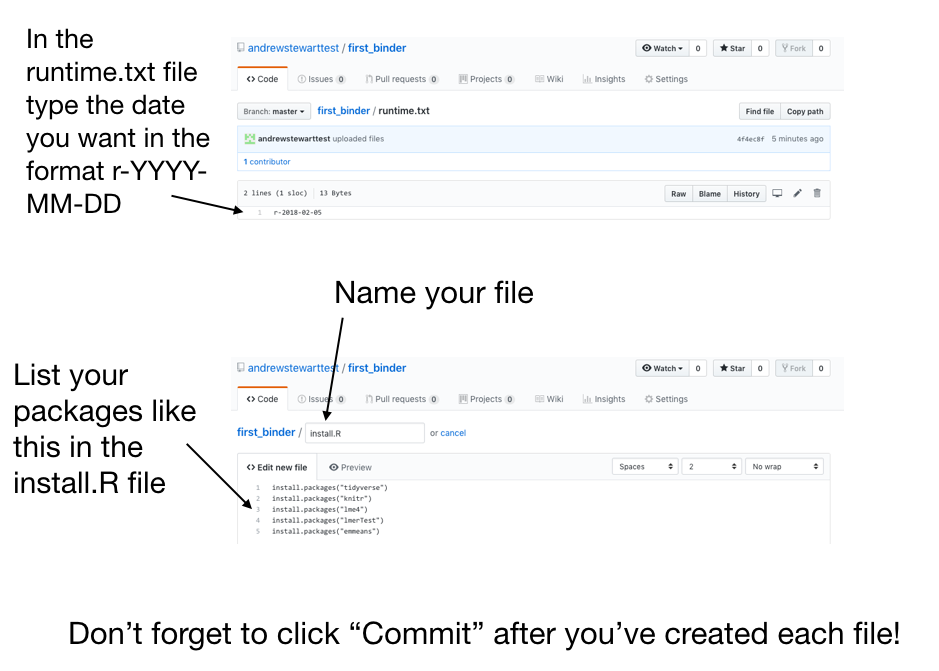 In the
runtime.txt file
type the date
you want in the
format r-YYYY-
MM-DD
andrewstewarttest / first_binder
Watch 0 Star 0 Fork 0
Code Issues 0 Pull requests 0 Projects 0 Wiki Insights Settings
Branch: master first_binder / runtime.txt Find file Copy path
andrewstewarttest uploaded files 4f4ec8f 5 minutes ago
1 contributor
2 lines (1 sloc) 13 Bytes Raw Blame History
1 r-2018-02-05
Name your file
List your
packages like
this in the
install.R file
andrewstewarttest / first_binder
Watch 0 Star 0 Fork 0
Code Issues 0 Pull requests 0 Projects 0 Wiki Insights Settings
first_binder / install.R or cancel
Edit new file Preview Spaces 2 No wrap
1 install.packages("tidyverse")
2 install.packages("knitr")
3 install.packages("lme4")
4 install.packages("lmerTest")
5 install.packages("emmeans")
Don’t forget to click “Commit” after you’ve created each file!